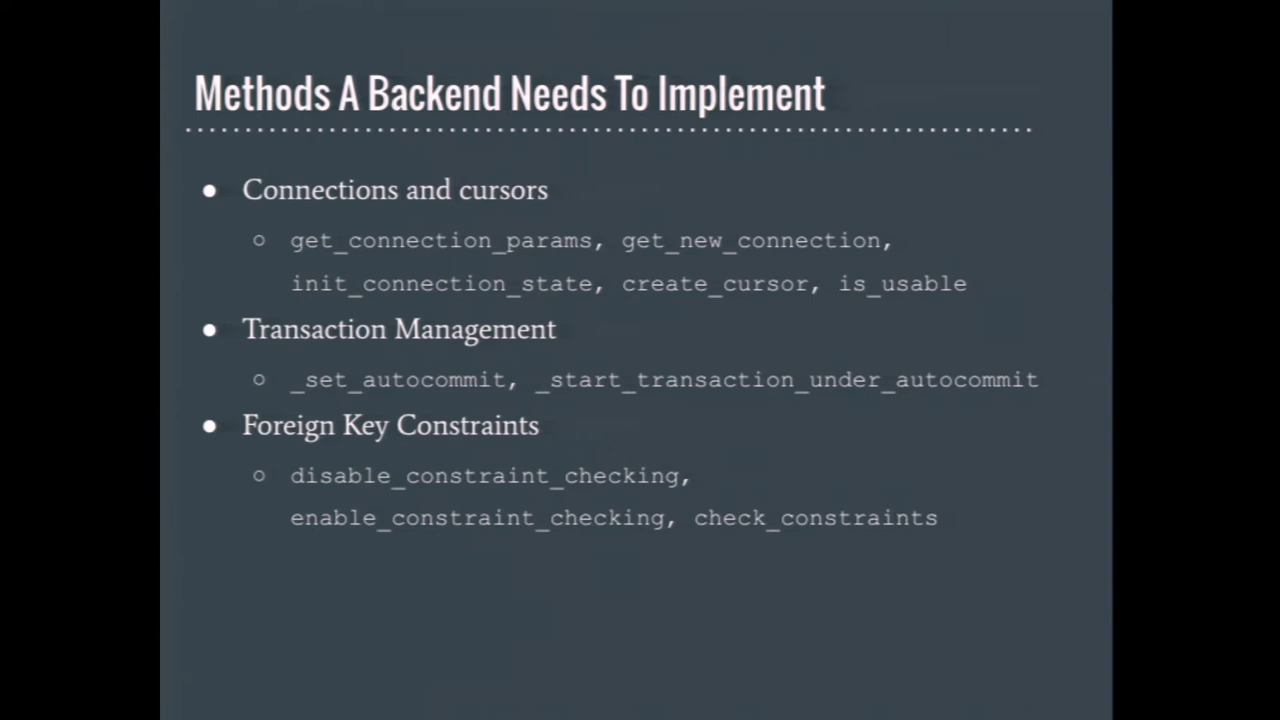 Methods A Backend Needs To Implement
● Connections and cursors
○ get_connection_params, get_new_connection,
init_connection_state, create_cursor, is_usable
● Transaction Management
○ _set_autocommit, _start_transaction_under_autocommit
● Foreign Key Constraints
○ disable_constraint_checking,
enable_constraint_checking, check_constraints